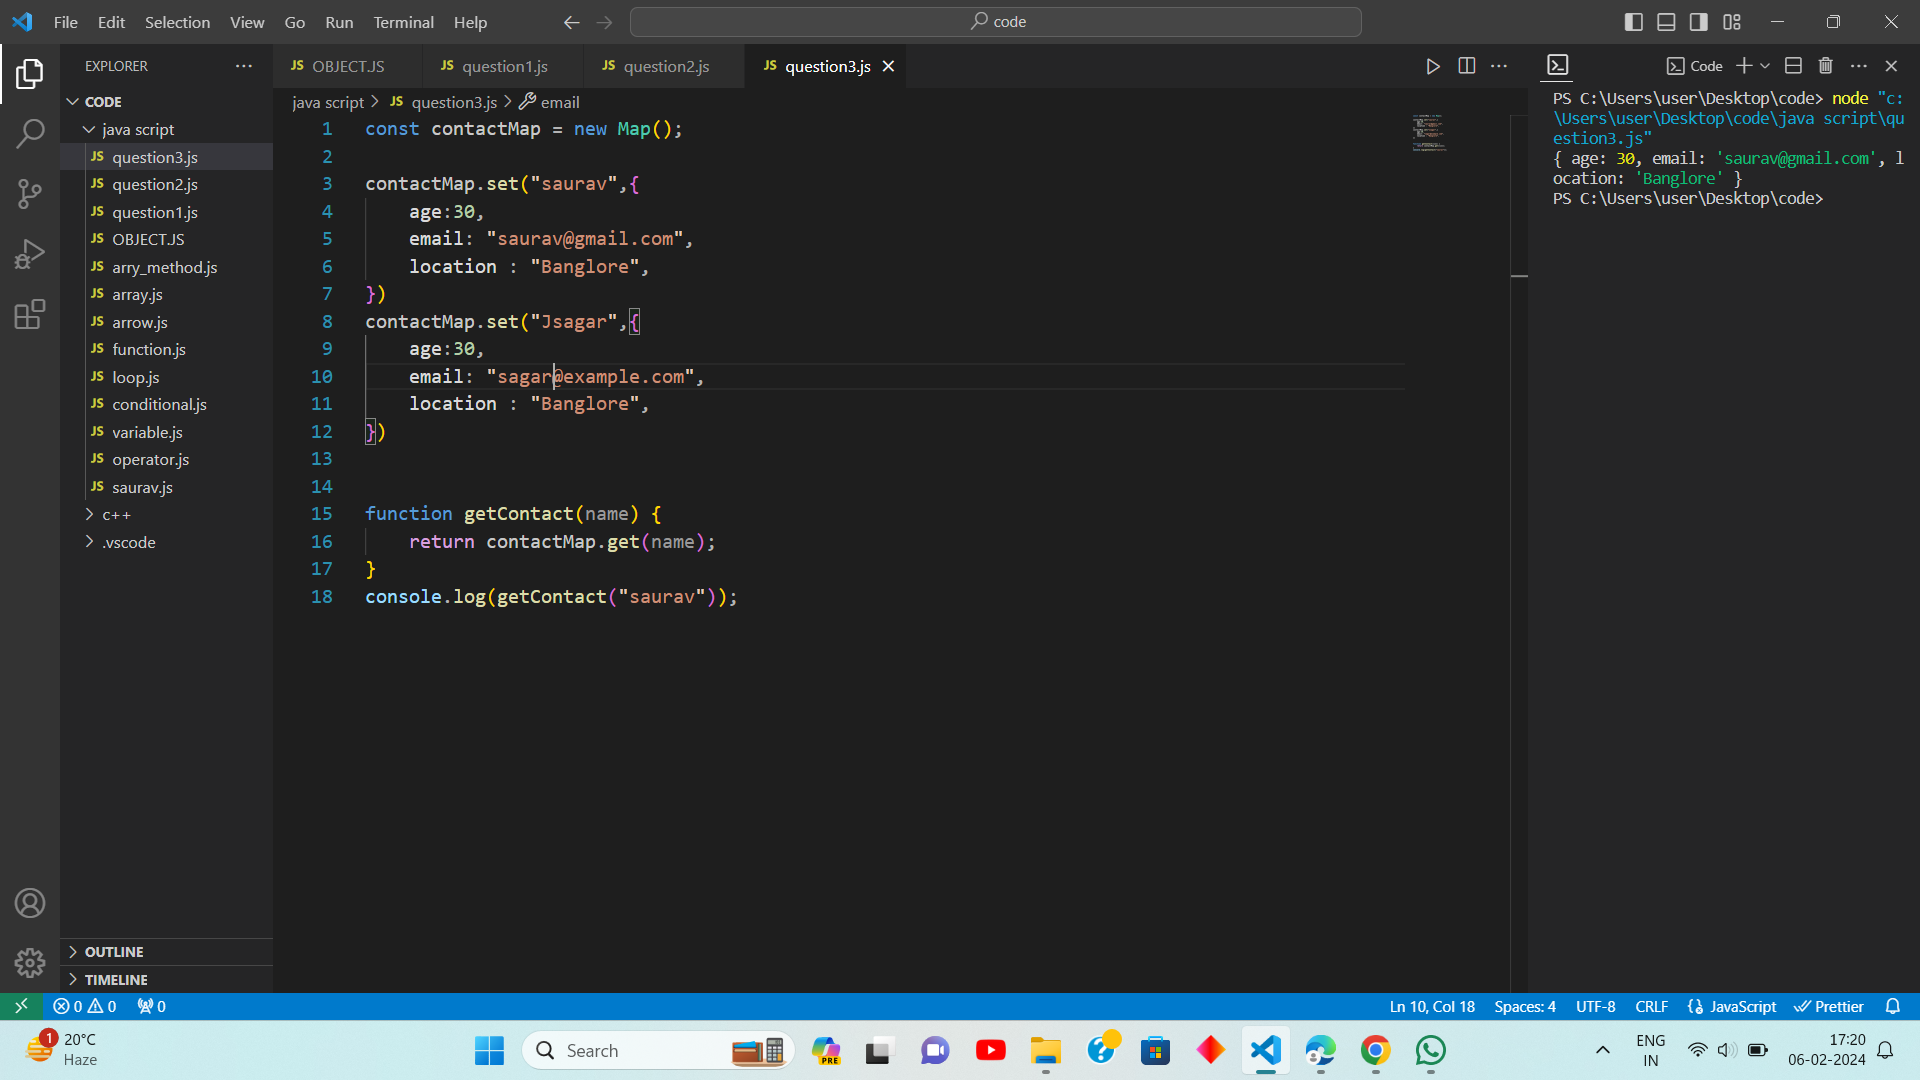 File Edit Selection View Go Run Terminal Help
code
EXPLORER
CODE
java script
JS question3.js
JS question2.js
JS question1.js
JS OBJECT.JS
JS arry_method.js
JS array.js
JS arrow.js
JS function.js
JS loop.js
JS conditional.js
JS variable.js
JS operator.js
JS saurav.js
c++
.vscode
OUTLINE
TIMELINE
JS OBJECT.JS JS question1.js JS question2.js JS question3.js
java script > JS question3.js > email
1 const contactMap = new Map();
2
3 contactMap.set("saurav",{
4     age:30,
5     email: "saurav@gmail.com",
6     location : "Banglore",
7 })
8 contactMap.set("Jsagar",{
9     age:30,
10     email: "sagar@example.com",
11     location : "Banglore",
12 })
13
14
15 function getContact(name) {
16     return contactMap.get(name);
17 }
18 console.log(getContact("saurav"));
Code
PS C:\Users\user\Desktop\code> node "c:
\Users\user\Desktop\code\java script\qu
estion3.js"
{ age: 30, email: 'saurav@gmail.com', l
ocation: 'Banglore' }
PS C:\Users\user\Desktop\code>
0 0 0
Ln 10, Col 18 Spaces: 4 UTF-8 CRLF JavaScript Prettier
1
20°C
Haze
Search
PRE
ENG
IN
17:20
06-02-2024